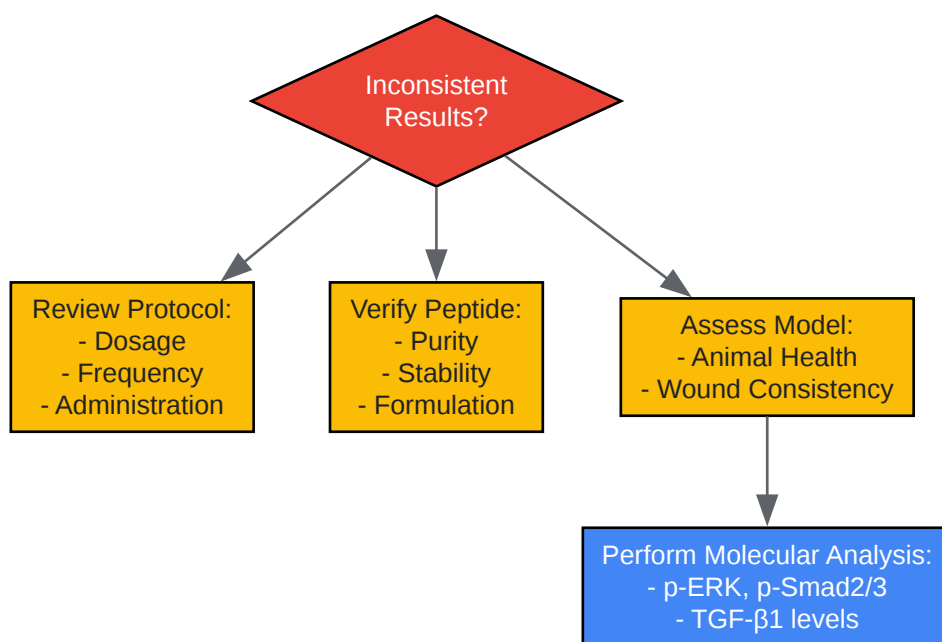 Inconsistent
Results?
Review Protocol:
- Dosage
- Frequency
- Administration
Verify Peptide:
- Purity
- Stability
- Formulation
Assess Model:
- Animal Health
- Wound Consistency
Perform Molecular Analysis:
- p-ERK, p-Smad2/3
- TGF-β1 levels